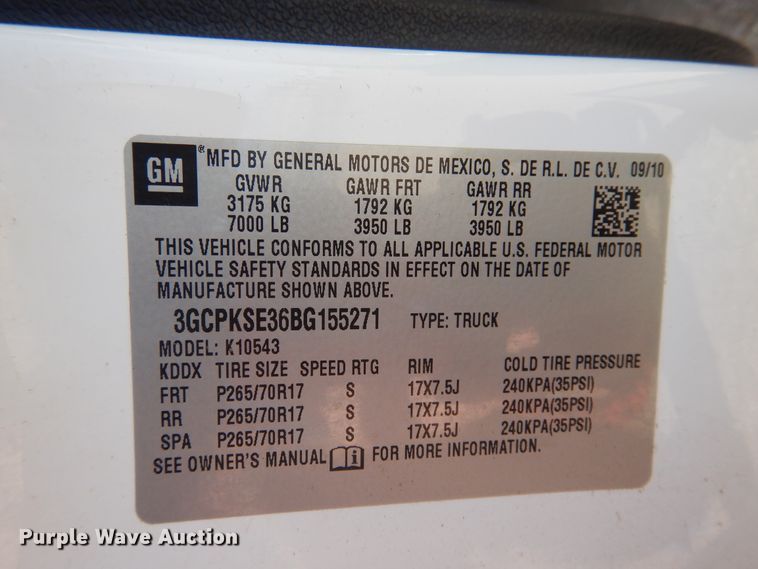 GM ® MFD BY GENERAL MOTORS DE MEXICO, S. DE R.L. DE C.V. 09/10
GVWR GAWR FRT GAWR RR
3175 KG 1792 KG 1792 KG
7000 LB 3950 LB 3950 LB
THIS VEHICLE CONFORMS TO ALL APPLICABLE U.S. FEDERAL MOTOR
VEHICLE SAFETY STANDARDS IN EFFECT ON THE DATE OF
MANUFACTURE SHOWN ABOVE.
3GCPKSE36BG155271 TYPE: TRUCK
MODEL: K10543
KDDX TIRE SIZE SPEED RTG RIM COLD TIRE PRESSURE
FRT P265/70R17 S 17X7.5J 240KPA(35PSI)
RR P265/70R17 S 17X7.5J 240KPA(35PSI)
SPA P265/70R17 S 17X7.5J 240KPA(35PSI)
SEE OWNER'S MANUAL FOR MORE INFORMATION.
Purple Wave Auction